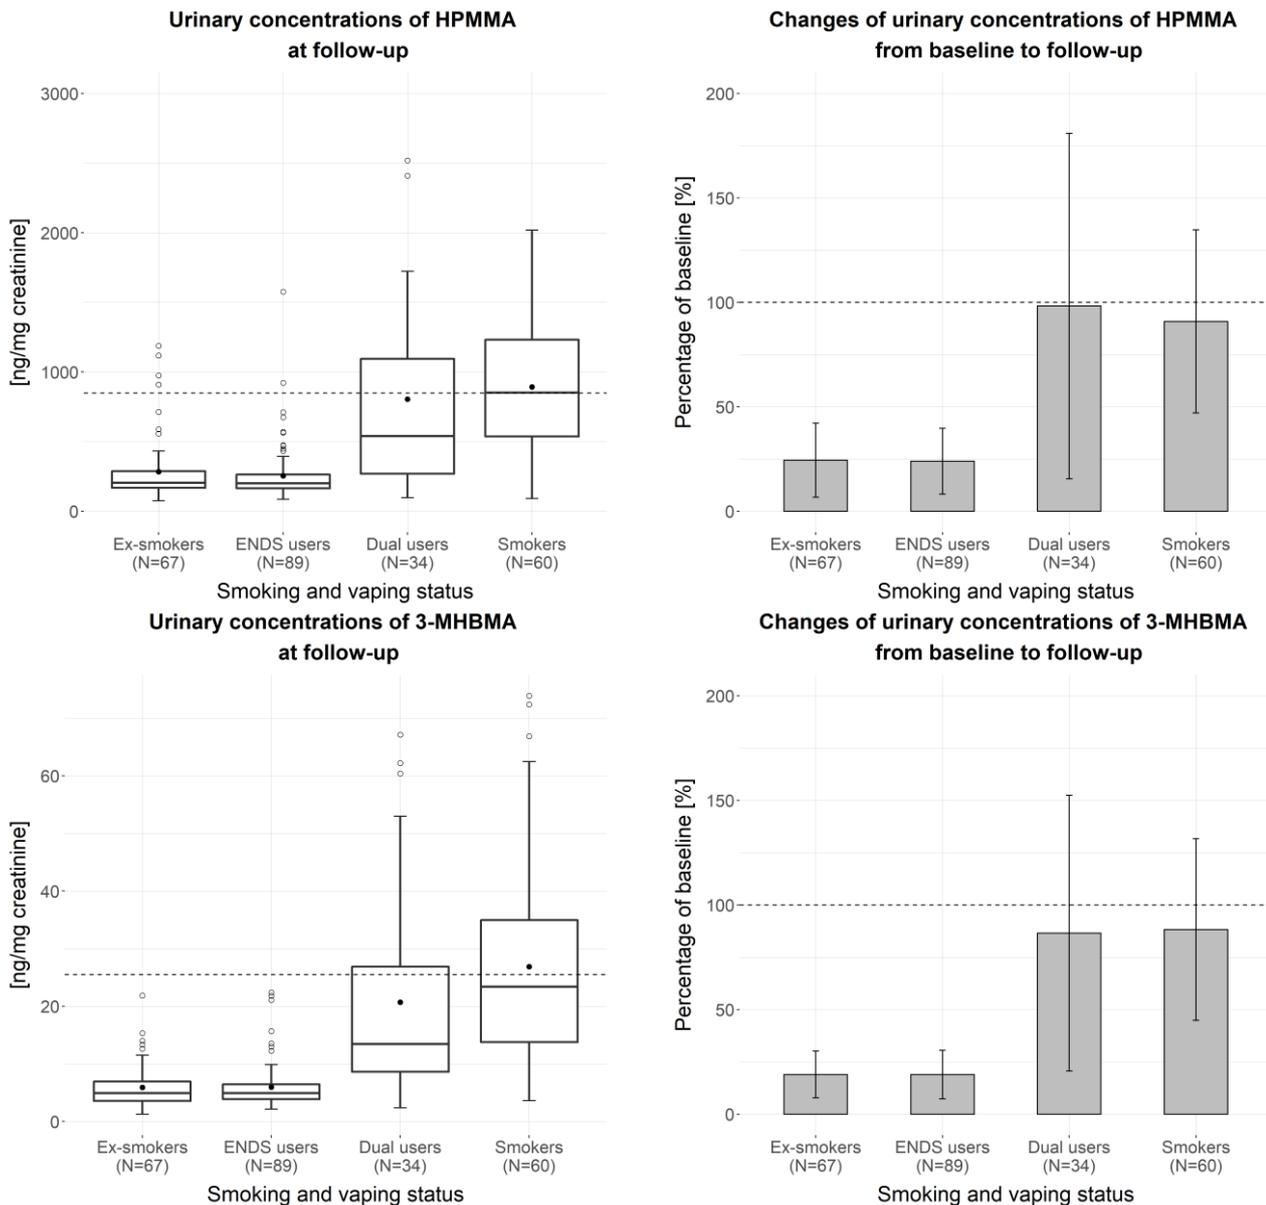 Urinary concentrations of HPMMA
at follow-up
[ng/mg creatinine]
3000
2000
1000
0
Ex-smokers
(N=67)
ENDS users
(N=89)
Dual users
(N=34)
Smokers
(N=60)
Smoking and vaping status
Changes of urinary concentrations of HPMMA
from baseline to follow-up
Percentage of baseline [%]
200
150
100
50
0
Ex-smokers
(N=67)
ENDS users
(N=89)
Dual users
(N=34)
Smokers
(N=60)
Smoking and vaping status
Urinary concentrations of 3-MHBMA
at follow-up
[ng/mg creatinine]
60
40
20
0
Ex-smokers
(N=67)
ENDS users
(N=89)
Dual users
(N=34)
Smokers
(N=60)
Smoking and vaping status
Changes of urinary concentrations of 3-MHBMA
from baseline to follow-up
Percentage of baseline [%]
200
150
100
50
0
Ex-smokers
(N=67)
ENDS users
(N=89)
Dual users
(N=34)
Smokers
(N=60)
Smoking and vaping status